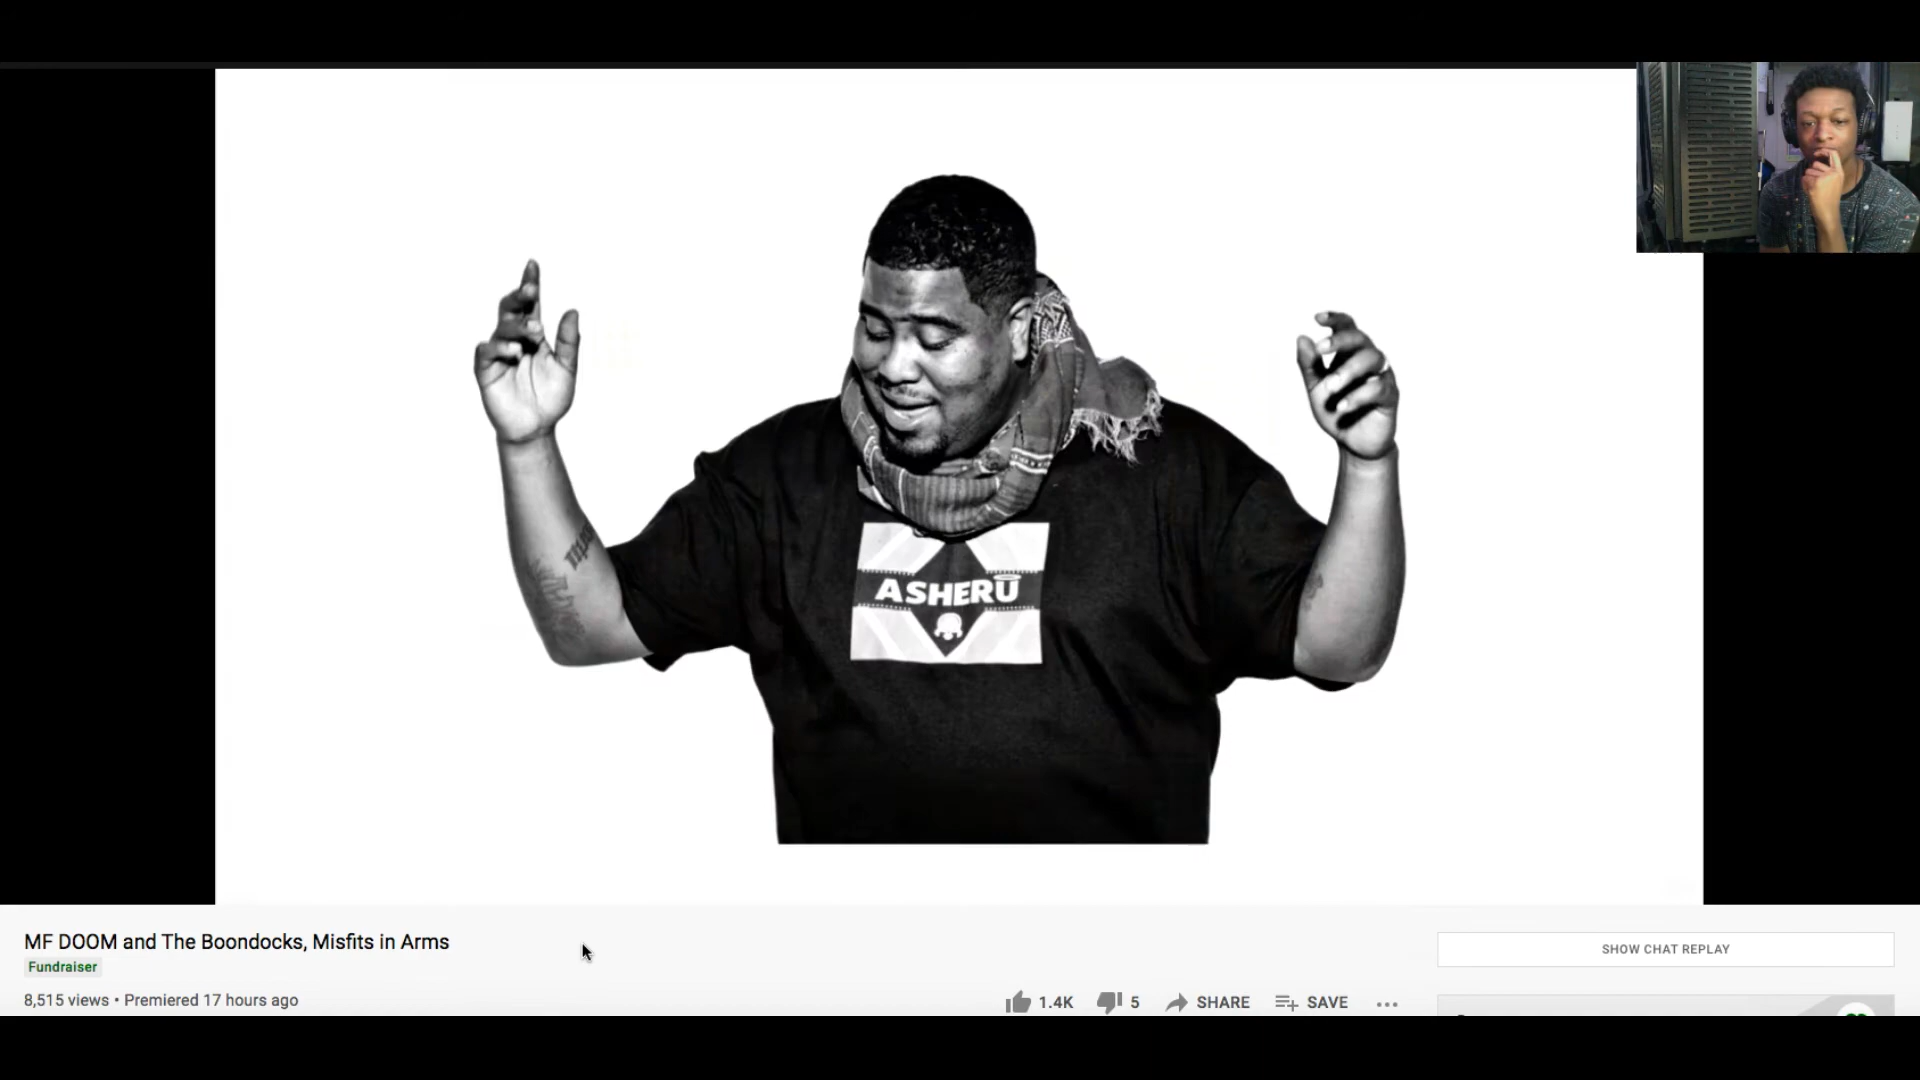 ASHERU
MF DOOM and The Boondocks, Misfits in Arms
Fundraiser
8,515 views • Premiered 17 hours ago
1.4K
5
SHARE
SAVE
SHOW CHAT REPLAY